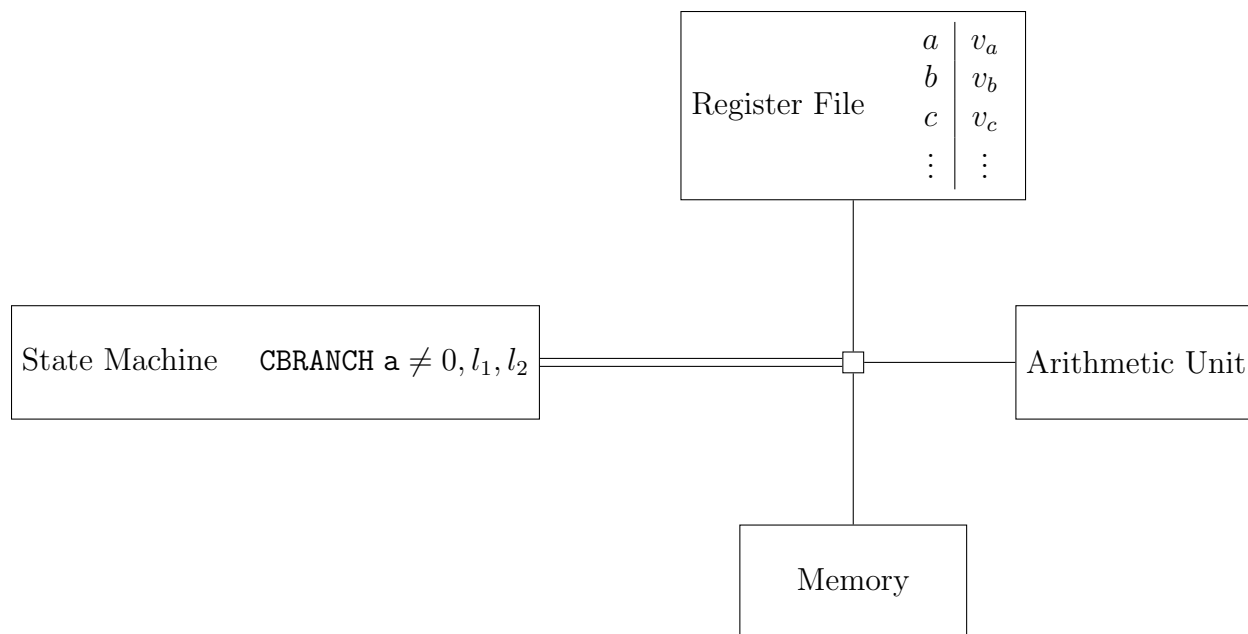 Register File
a v_a
b v_b
c v_c
⋮ ⋮
State Machine CBRANCH a ≠ 0, l_1, l_2
Arithmetic Unit
Memory